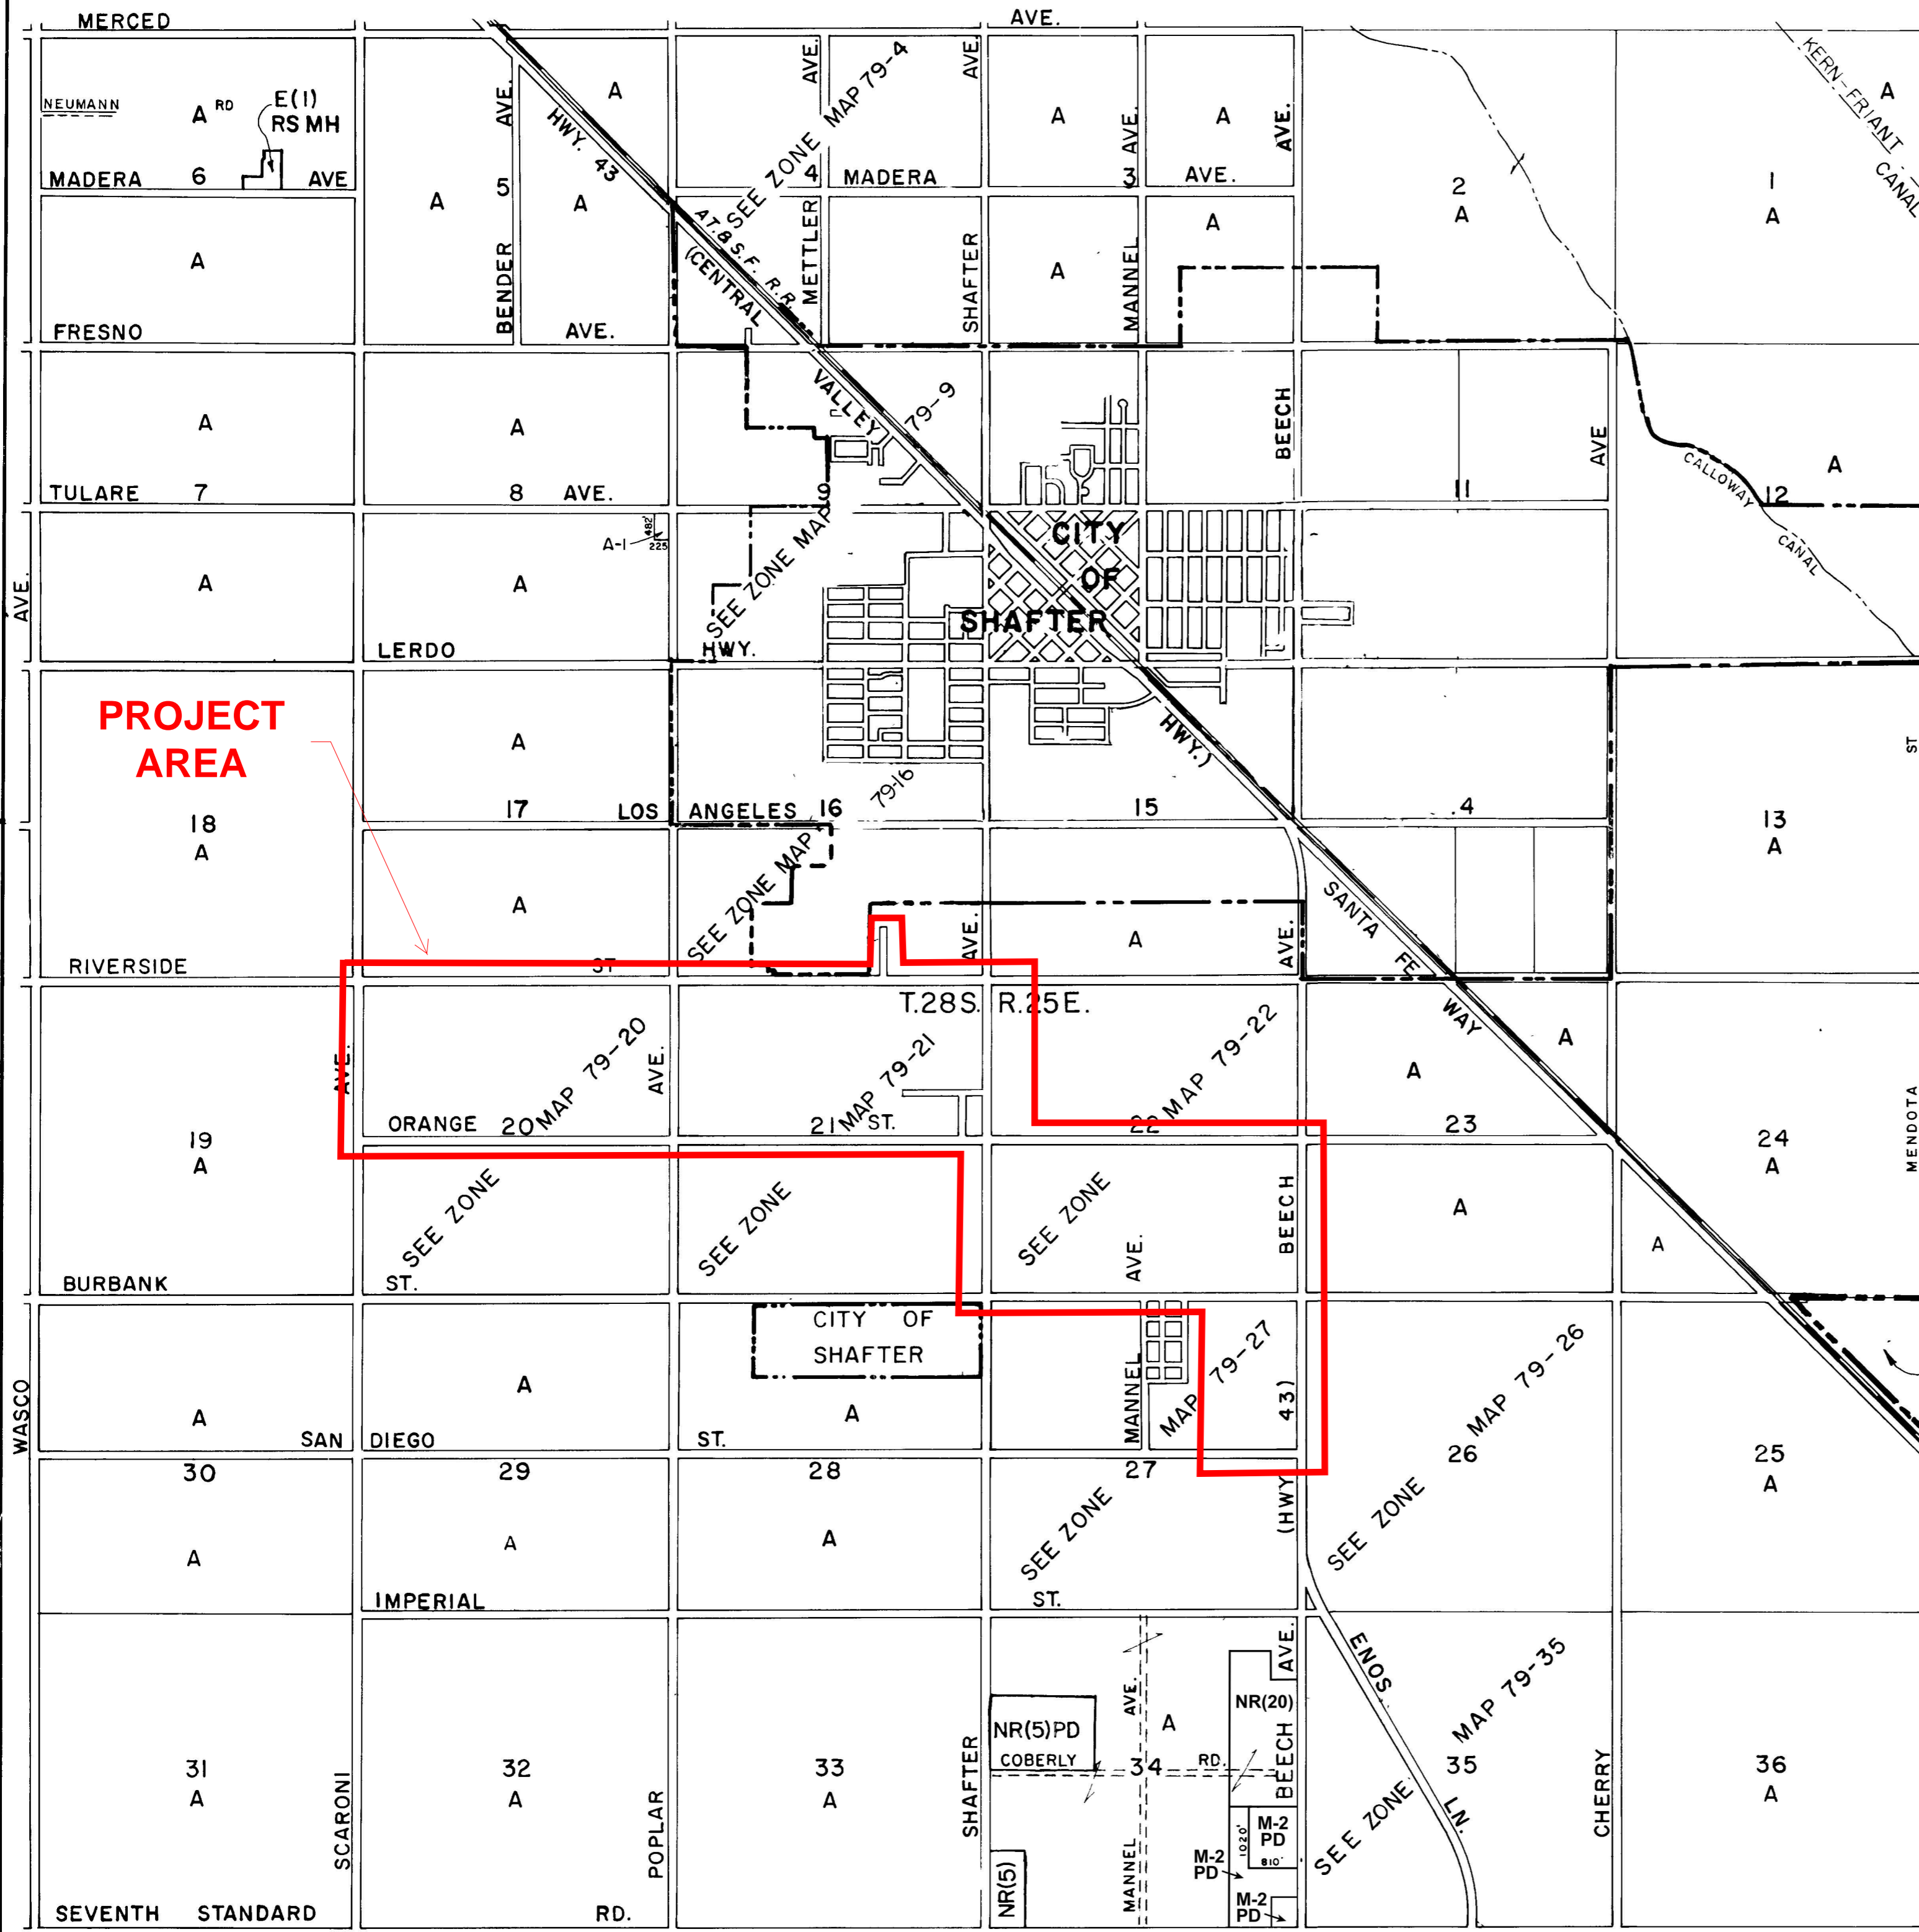 MERCED AVE.
NEUMANN RD
A
E(1)
RS MH
AVE.
A
HWY. 43
AVE.
SEE ZONE MAP 79-4
AVE.
A
AVE.
A
AVE.
KERN-FRIANT CANAL
A
MADERA 6 AVE
A
5
BENDER
A
4
MADERA
3
AVE.
2
A
1
A
A.T. & S.F. R.R.
METTLER
SHAFTER
MANNEL
A
A
A
(CENTRAL
FRESNO AVE.
VALLEY
79-9
BEECH
AVE
A
A
CALLOWAY
CANAL
A
TULARE 7
8 AVE.
11
12
A-1
482'
225
SEE ZONE MAP
9
CITY
OF
SHAFTER
AVE.
A
A
LERDO HWY.
PROJECT
AREA
A
HWY.)
ST
18
A
17
LOS ANGELES 16
79-16
15
.4
13
A
SEE ZONE MAP
A
AVE.
A
AVE.
SANTA FE WAY
RIVERSIDE ST
T.28S. R.25E.
AVE.
MAP 79-20
AVE.
MAP 79-21
MAP 79-22
A
A
ORANGE 20
21 ST.
22
23
19
A
24
A
MENDOTA
SEE ZONE
SEE ZONE
SEE ZONE
AVE.
BEECH
A
A
BURBANK ST.
CITY OF
SHAFTER
MANNEL
MAP 79-27
43)
MAP 79-26
WASCO
A
A
A
SAN DIEGO ST.
30
29
28
27
26
25
A
(HWY
SEE ZONE
SEE ZONE
A
A
A
IMPERIAL ST.
ENOS LN.
MAP 79-35
AVE.
AVE.
NR(20)
NR(5)PD
COBERLY RD.
A
31
A
SCARONI
32
A
POPLAR
33
A
SHAFTER
34
BEECH
35
CHERRY
36
A
SEE ZONE
M-2
PD
1020'
810'
M-2
PD
NR(5)
MANNEL
M-2
PD
SEVENTH STANDARD RD.